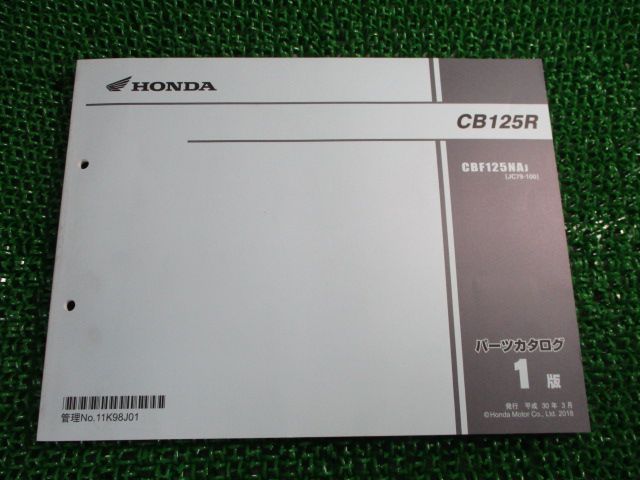 HONDA
CB125R
CBF125NAJ
(JC79-100)
パーツカタログ
1 版
発行 平成 30 年 3 月
©Honda Motor Co., Ltd. 2018
管理No.11K98J01